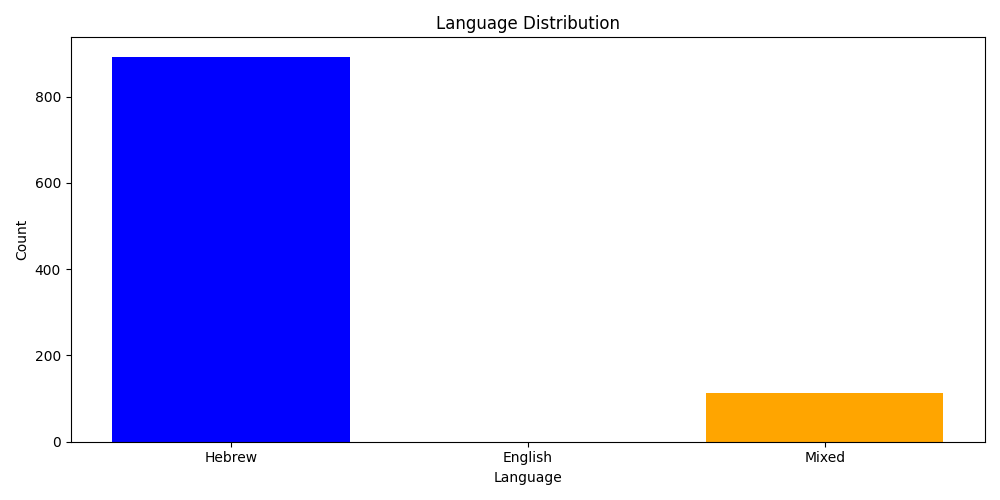 Language Distribution
800
600
400
200
0
Count
Hebrew English Mixed
Language